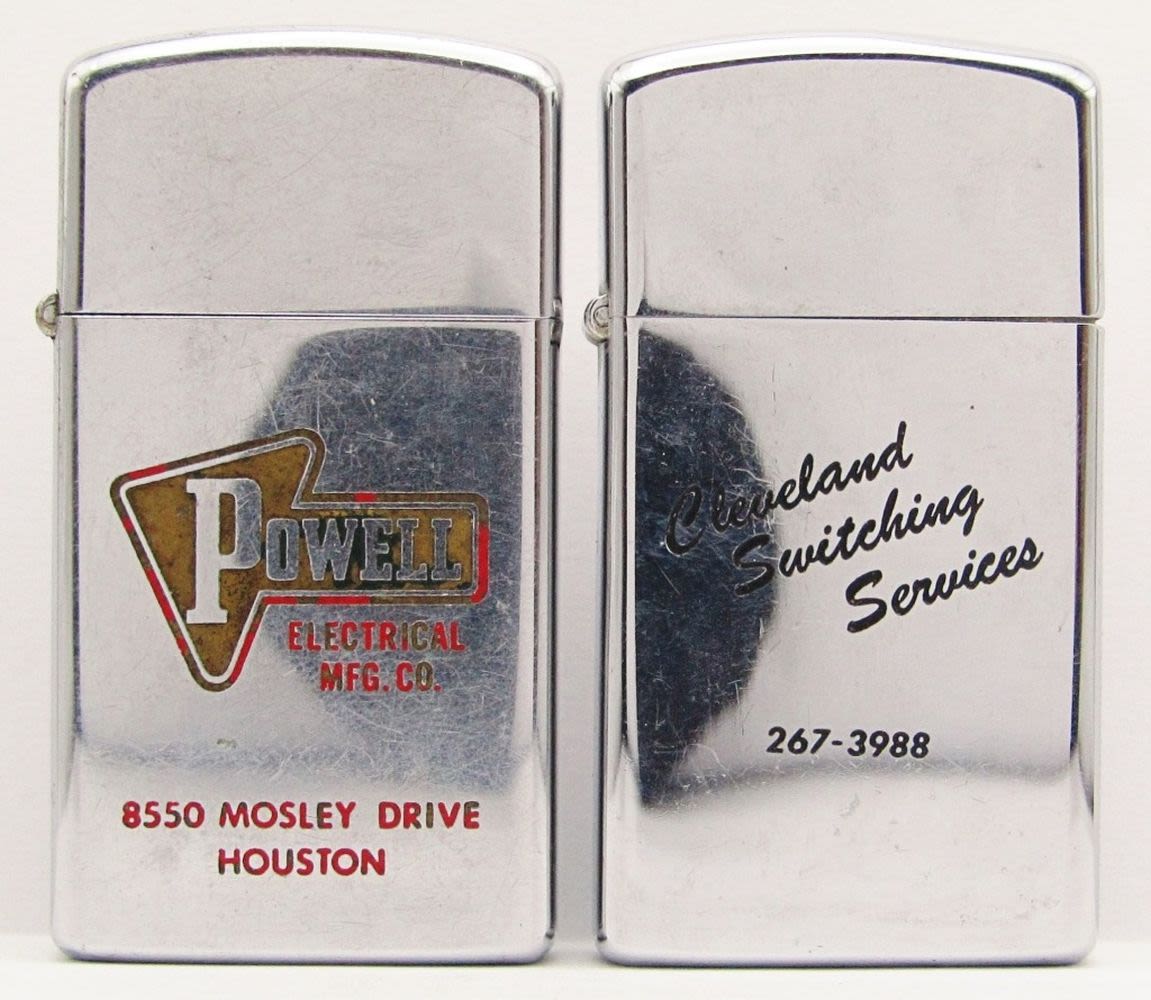 POWELL
ELECTRICAL
MFG. CO.
8550 MOSLEY DRIVE
HOUSTON
Cleveland
Switching
Services
267-3988